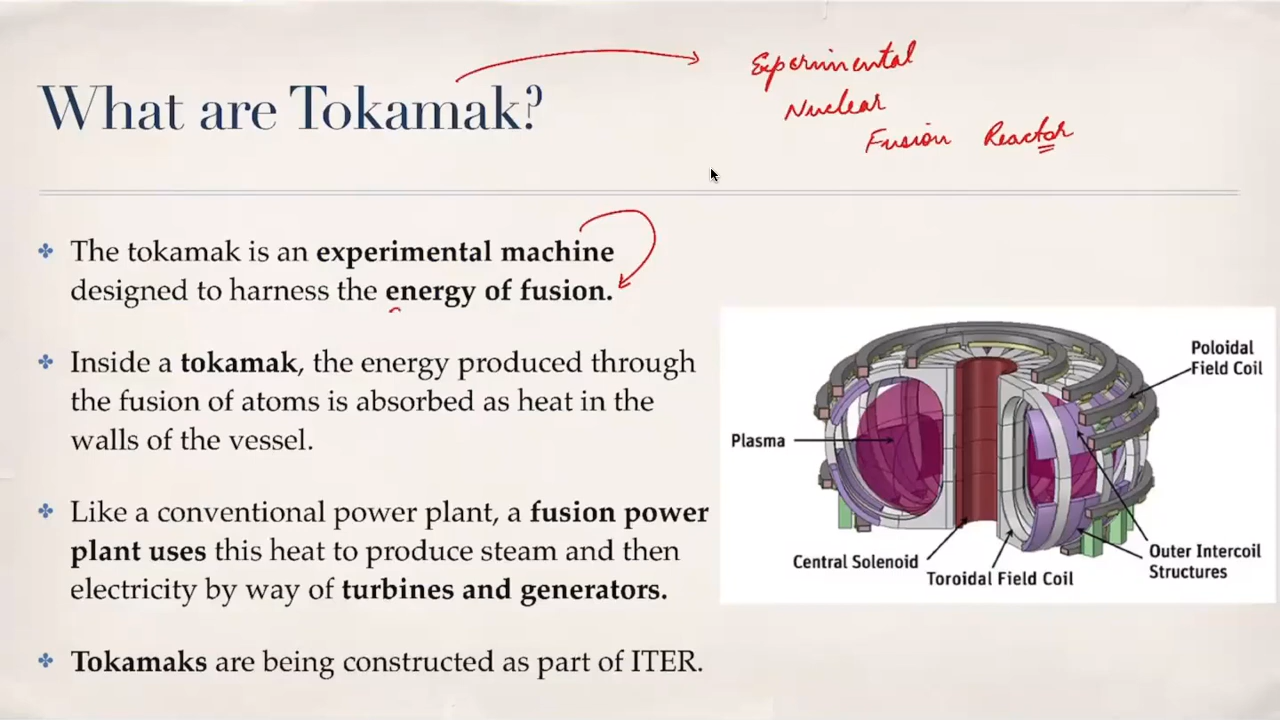 What are Tokamak?
Experimental
Nuclear
Fusion Reactor
The tokamak is an experimental machine
designed to harness the energy of fusion.
Inside a tokamak, the energy produced through
the fusion of atoms is absorbed as heat in the
walls of the vessel.
Like a conventional power plant, a fusion power
plant uses this heat to produce steam and then
electricity by way of turbines and generators.
Tokamaks are being constructed as part of ITER.
Poloidal
Field Coil
Plasma
Central Solenoid
Toroidal Field Coil
Outer Intercoil
Structures